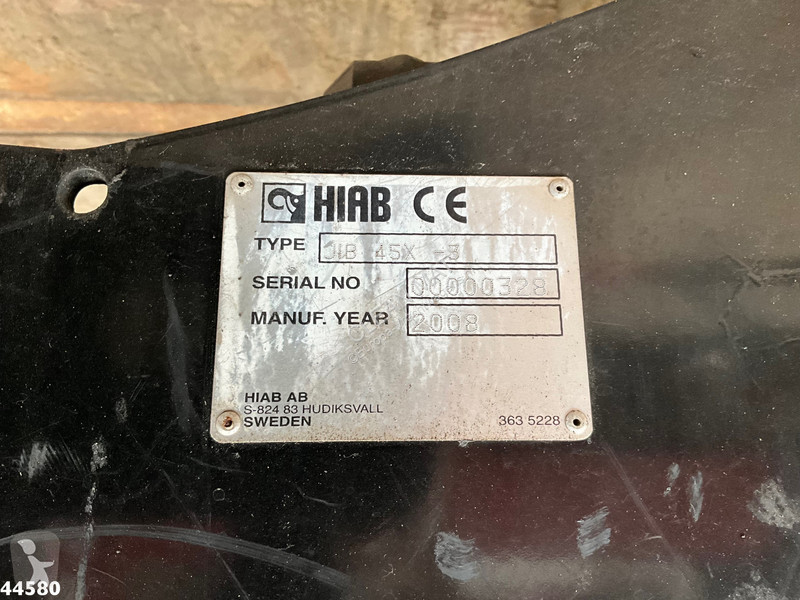 HIAB CE
TYPE JIB 45X -3
SERIAL NO 00000328
MANUF. YEAR 2008
HIAB AB
S-824 83 HUDIKSVALL
SWEDEN 363 5228
44580